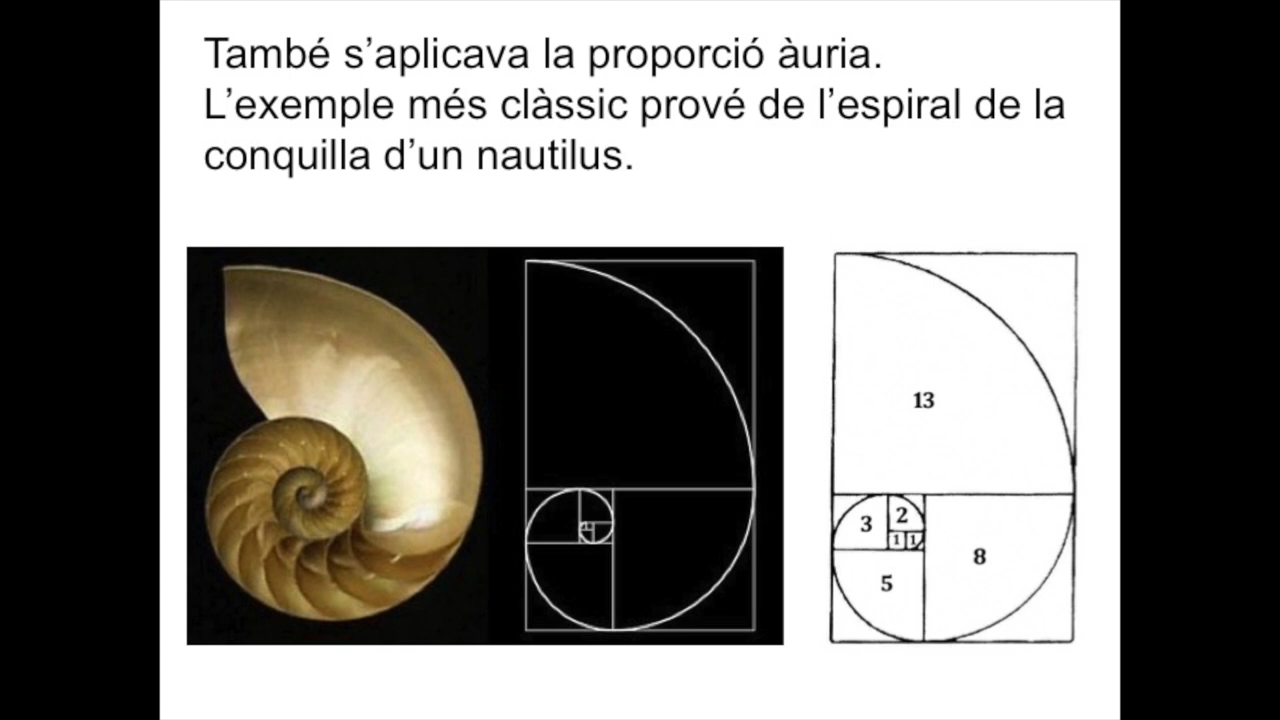 També s’aplicava la proporció àuria.
L’exemple més clàssic prové de l’espiral de la
conquilla d’un nautilus.
13
3
2
1
1
8
5